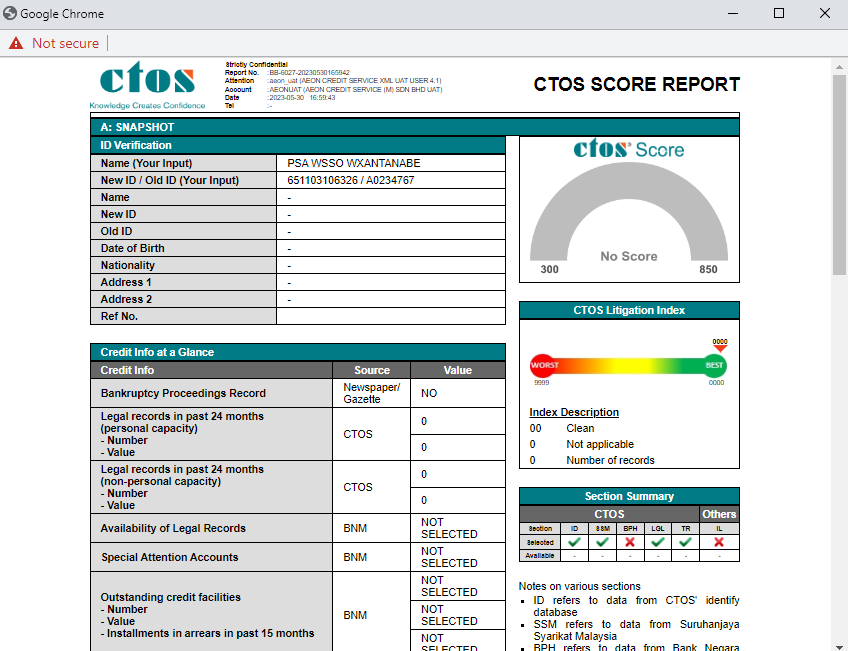 Google Chrome
Not secure
ctos
Knowledge Creates Confidence
Strictly Confidential
Report No. :BB-6027-20230530165942
Attention :aeon_uat (AEON CREDIT SERVICE XML UAT USER 4.1)
Account :AEONUAT (AEON CREDIT SERVICE (M) SDN BHD UAT)
Date :2023-05-30 16:59:43
Tel :-
CTOS SCORE REPORT
A: SNAPSHOT
ID Verification
Name (Your Input) PSA WSSO WXANTANABE
New ID / Old ID (Your Input) 651103106326 / A0234767
Name -
New ID -
Old ID -
Date of Birth -
Nationality -
Address 1 -
Address 2 -
Ref No.
ctos Score
No Score
300 850
CTOS Litigation Index
0000
WORST BEST
9999 0000
Index Description
00 Clean
0 Not applicable
0 Number of records
Credit Info at a Glance
Credit Info Source Value
Bankruptcy Proceedings Record Newspaper/ Gazette NO
Legal records in past 24 months
(personal capacity)
- Number
- Value
CTOS
0
0
Legal records in past 24 months
(non-personal capacity)
- Number
- Value
CTOS
0
0
Availability of Legal Records BNM NOT SELECTED
Special Attention Accounts BNM NOT SELECTED
Outstanding credit facilities
- Number
- Value
- Installments in arrears in past 15 months
BNM
NOT SELECTED
NOT SELECTED
NOT SELECTED
Section Summary
CTOS Others
Section ID SSM BPH LGL TR IL
Selected
Available - - - - - -
Notes on various sections
▪ ID refers to data from CTOS' identify
database
▪ SSM refers to data from Suruhanjaya
Syarikat Malaysia
▪ BPH refers to data from Bank Negara